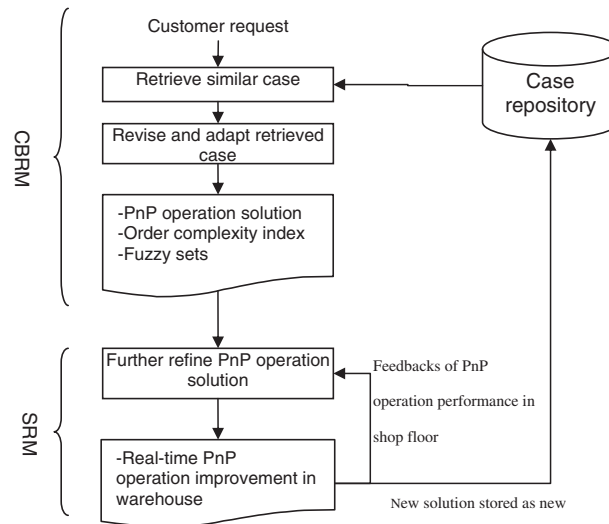 Customer request
Retrieve similar case
Case
repository
Revise and adapt retrieved
case
CBRM
-PnP operation solution
-Order complexity index
-Fuzzy sets
Further refine PnP operation
solution
Feedbacks of PnP
operation performance in
shop floor
SRM
-Real-time PnP
operation improvement in
warehouse
New solution stored as new